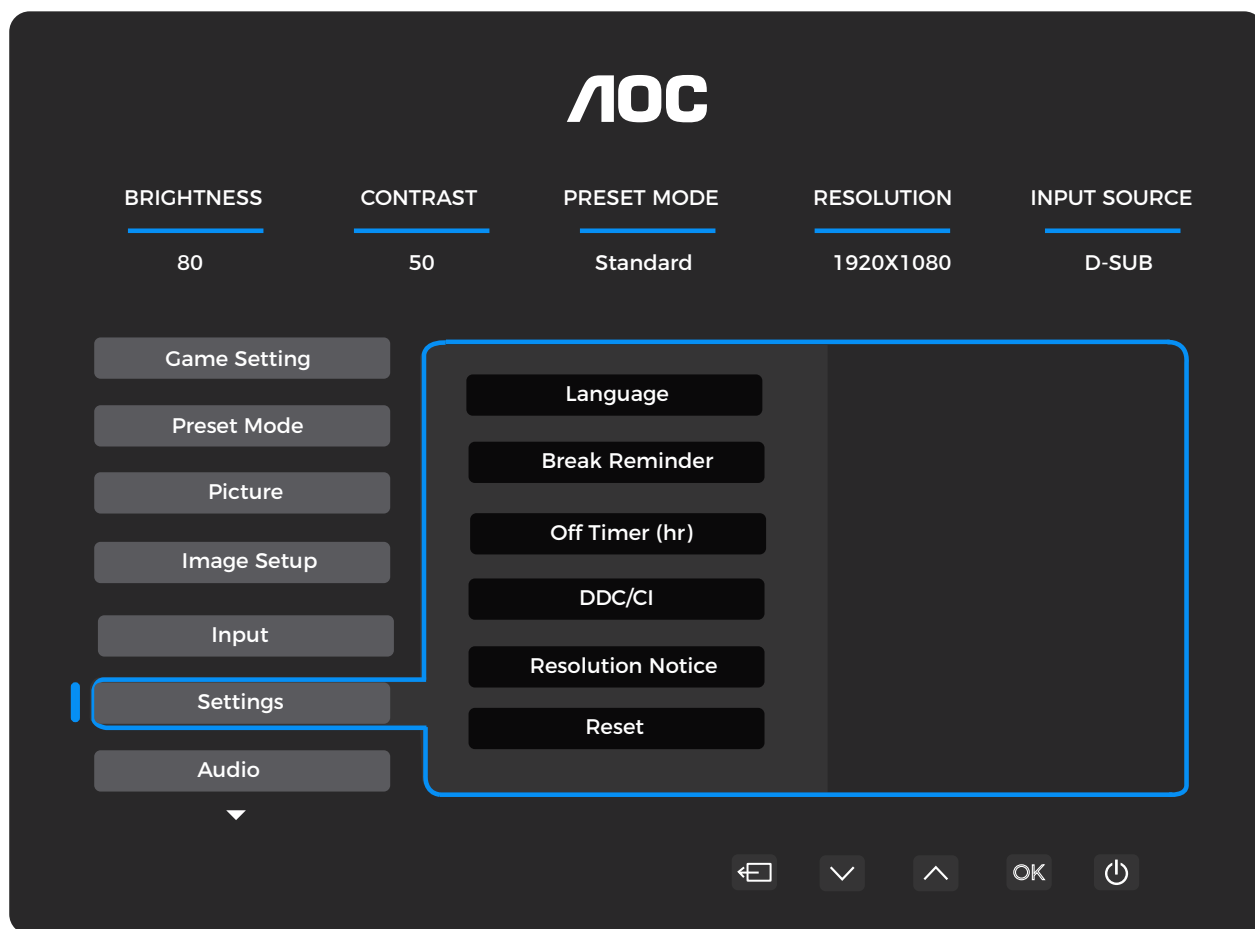 AOC
BRIGHTNESS CONTRAST PRESET MODE RESOLUTION INPUT SOURCE
80 50 Standard 1920X1080 D-SUB
Game Setting
Preset Mode
Picture
Image Setup
Input
Settings
Audio
Language
Break Reminder
Off Timer (hr)
DDC/CI
Resolution Notice
Reset
OK